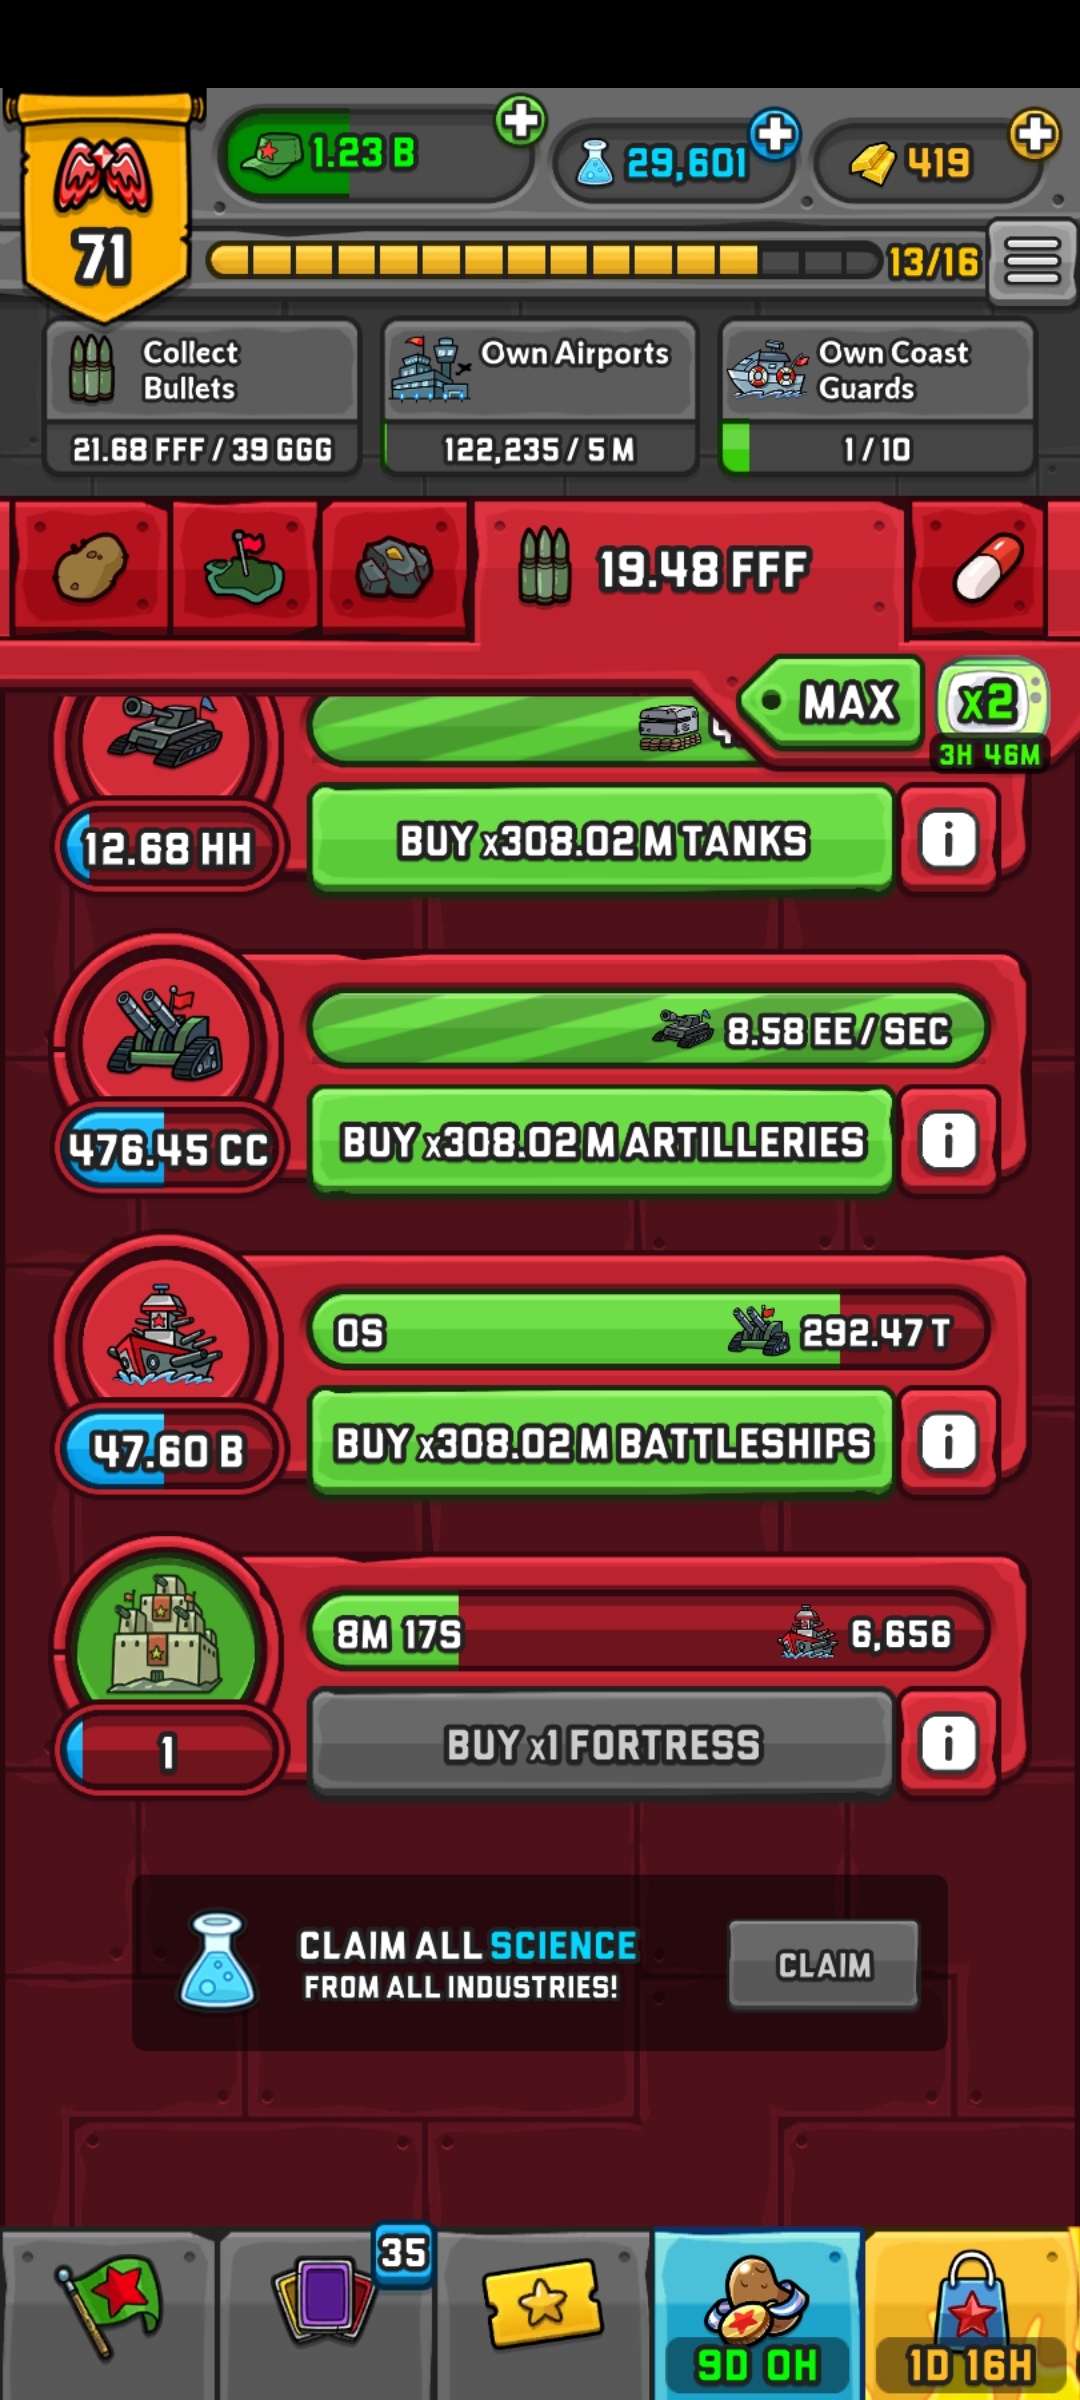 1.23 B
29,601
419
71
13/16
Collect
Bullets
21.68 FFF / 39 GGG
Own Airports
122,235 / 5 M
Own Coast
Guards
1 / 10
19.48 FFF
MAX
x2
3H 46M
12.68 HH
BUY x308.02 M TANKS
i
8.58 EE / SEC
476.45 CC
BUY x308.02 M ARTILLERIES
i
0S
292.47 T
47.60 B
BUY x308.02 M BATTLESHIPS
i
8M 17S
6,656
1
BUY x1 FORTRESS
i
CLAIM ALL SCIENCE
FROM ALL INDUSTRIES!
CLAIM
35
9D 0H
1D 16H